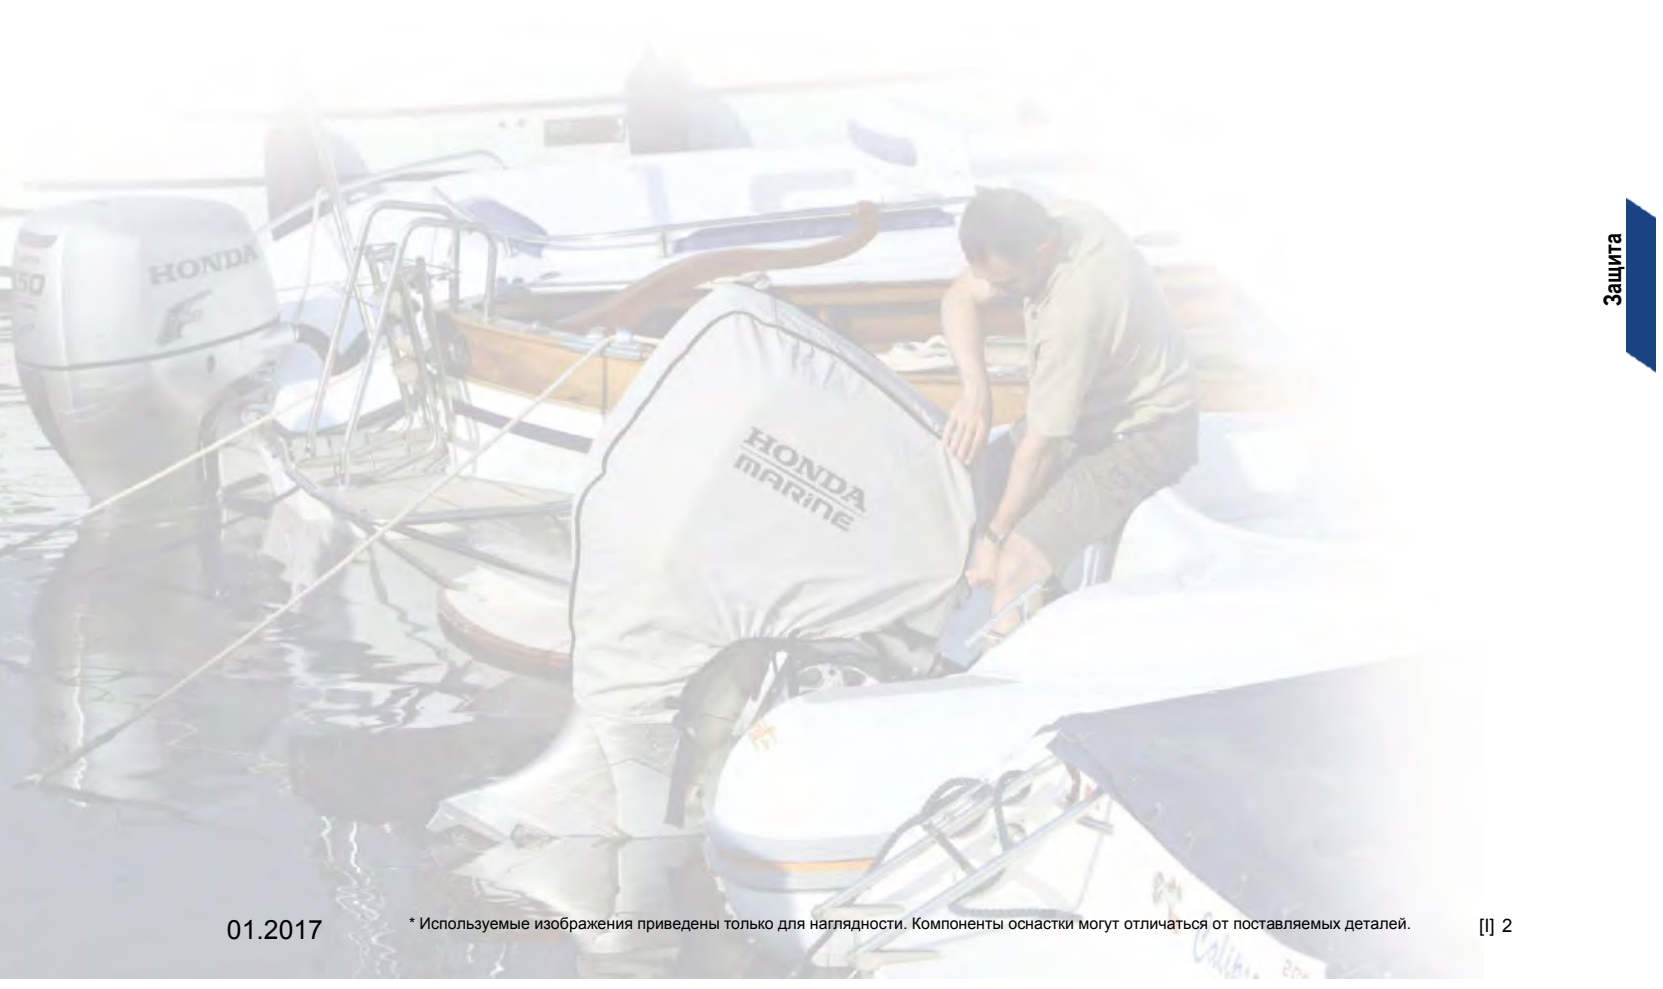 Защита
150
HONDA
HONDA
MARINE
01.2017
* Используемые изображения приведены только для наглядности. Компоненты оснастки могут отличаться от поставляемых деталей.
[I] 2